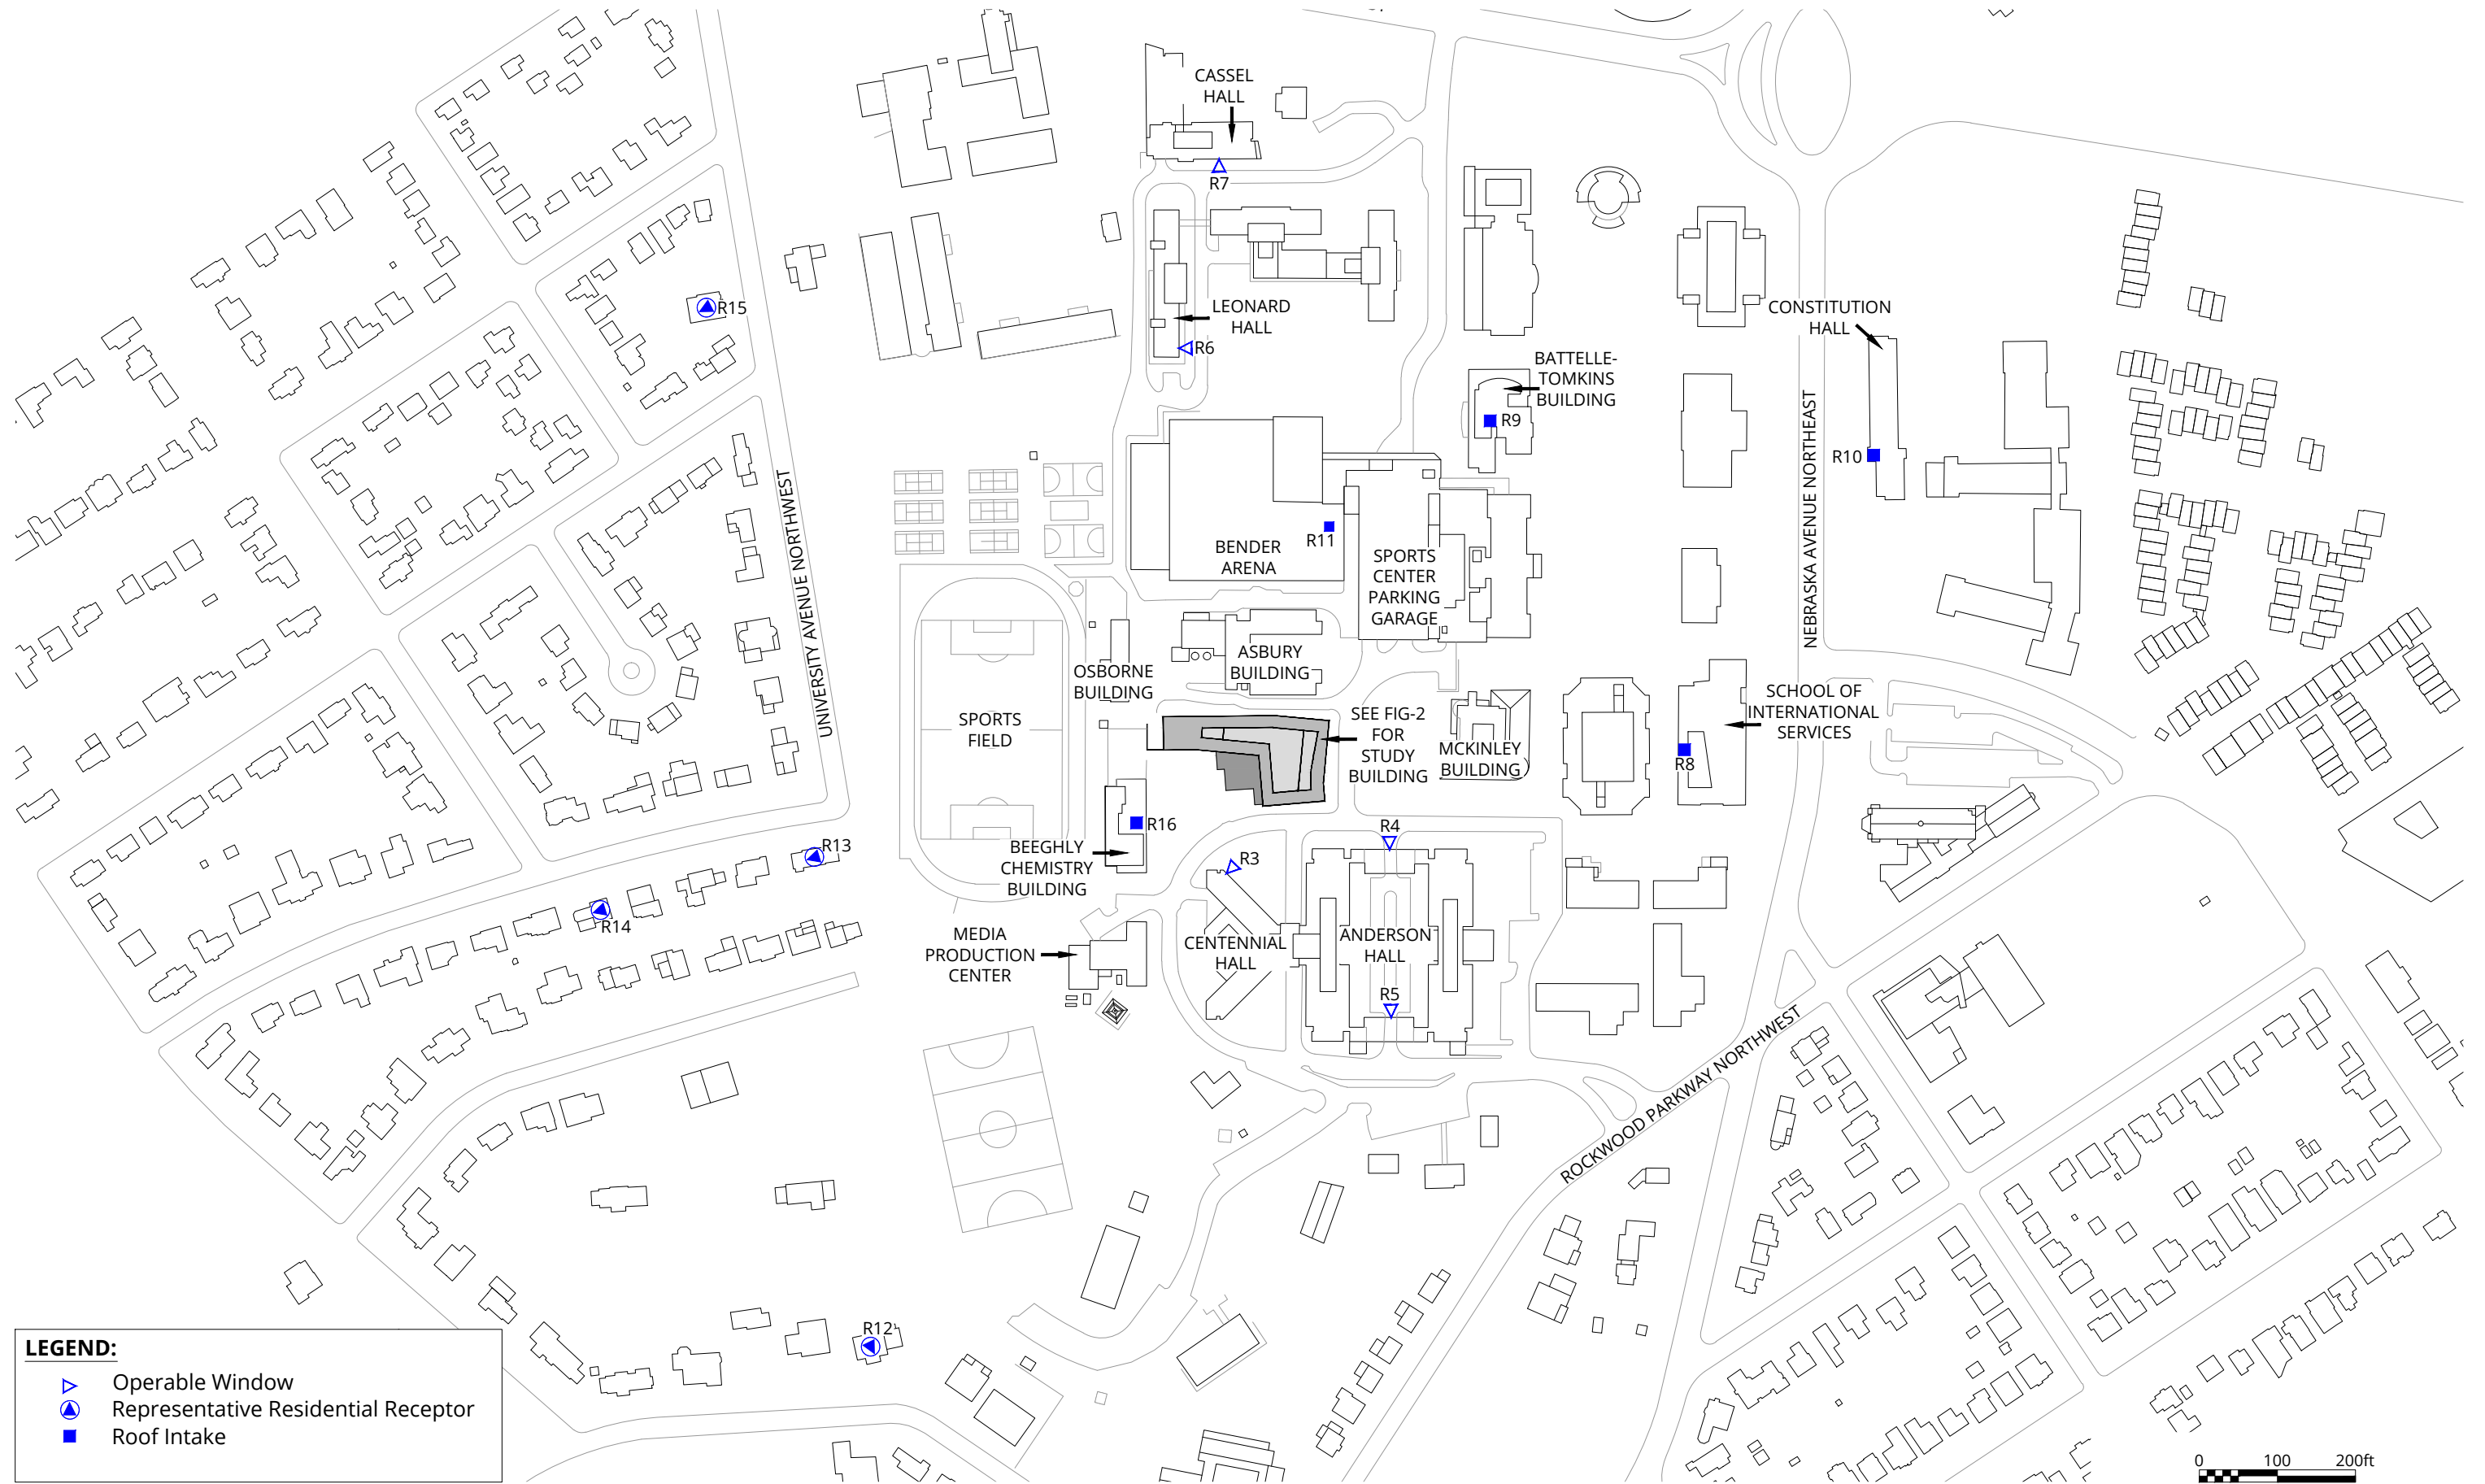 CASSEL
HALL
R7
R15
LEONARD
HALL
R6
CONSTITUTION
HALL
BATTELLE-
TOMKINS
BUILDING
R9
R10
UNIVERSITY AVENUE NORTHWEST
NEBRASKA AVENUE NORTHEAST
R11
BENDER
ARENA
SPORTS
CENTER
PARKING
GARAGE
OSBORNE
BUILDING
ASBURY
BUILDING
SPORTS
FIELD
SEE FIG-2
FOR
STUDY
BUILDING
MCKINLEY
BUILDING
SCHOOL OF
INTERNATIONAL
SERVICES
R8
R16
R4
R3
R13
BEEGHLY
CHEMISTRY
BUILDING
R14
MEDIA
PRODUCTION
CENTER
CENTENNIAL
HALL
ANDERSON
HALL
R5
ROCKWOOD PARKWAY NORTHWEST
R12
LEGEND:
Operable Window
Representative Residential Receptor
Roof Intake
0 100 200ft